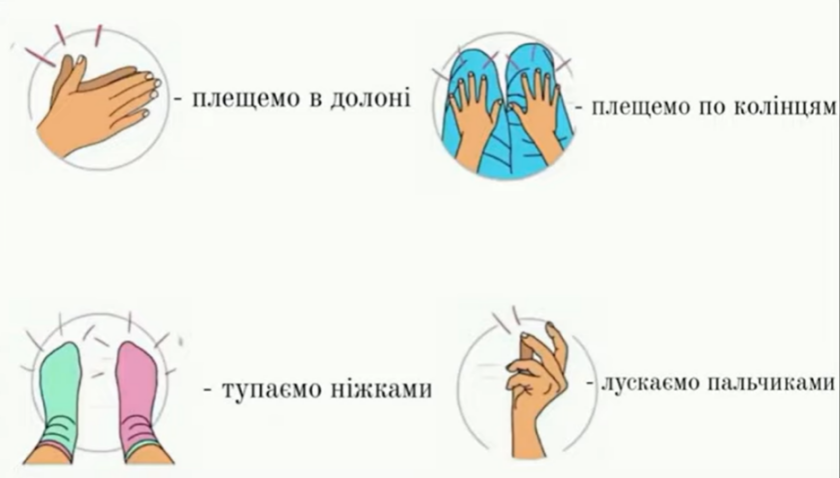 - плещемо в долоні
- плещемо по колінцям
- тупаємо ніжками
- лускаємо пальчиками